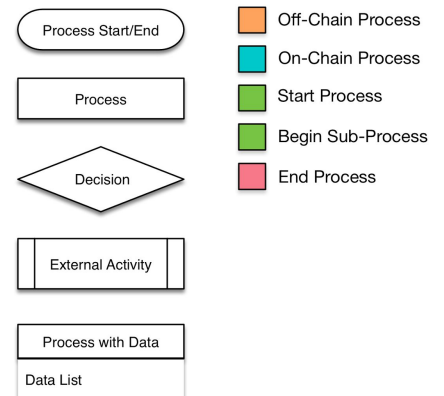 Process Start/End
Process
Decision
External Activity
Process with Data
Data List
Off-Chain Process
On-Chain Process
Start Process
Begin Sub-Process
End Process